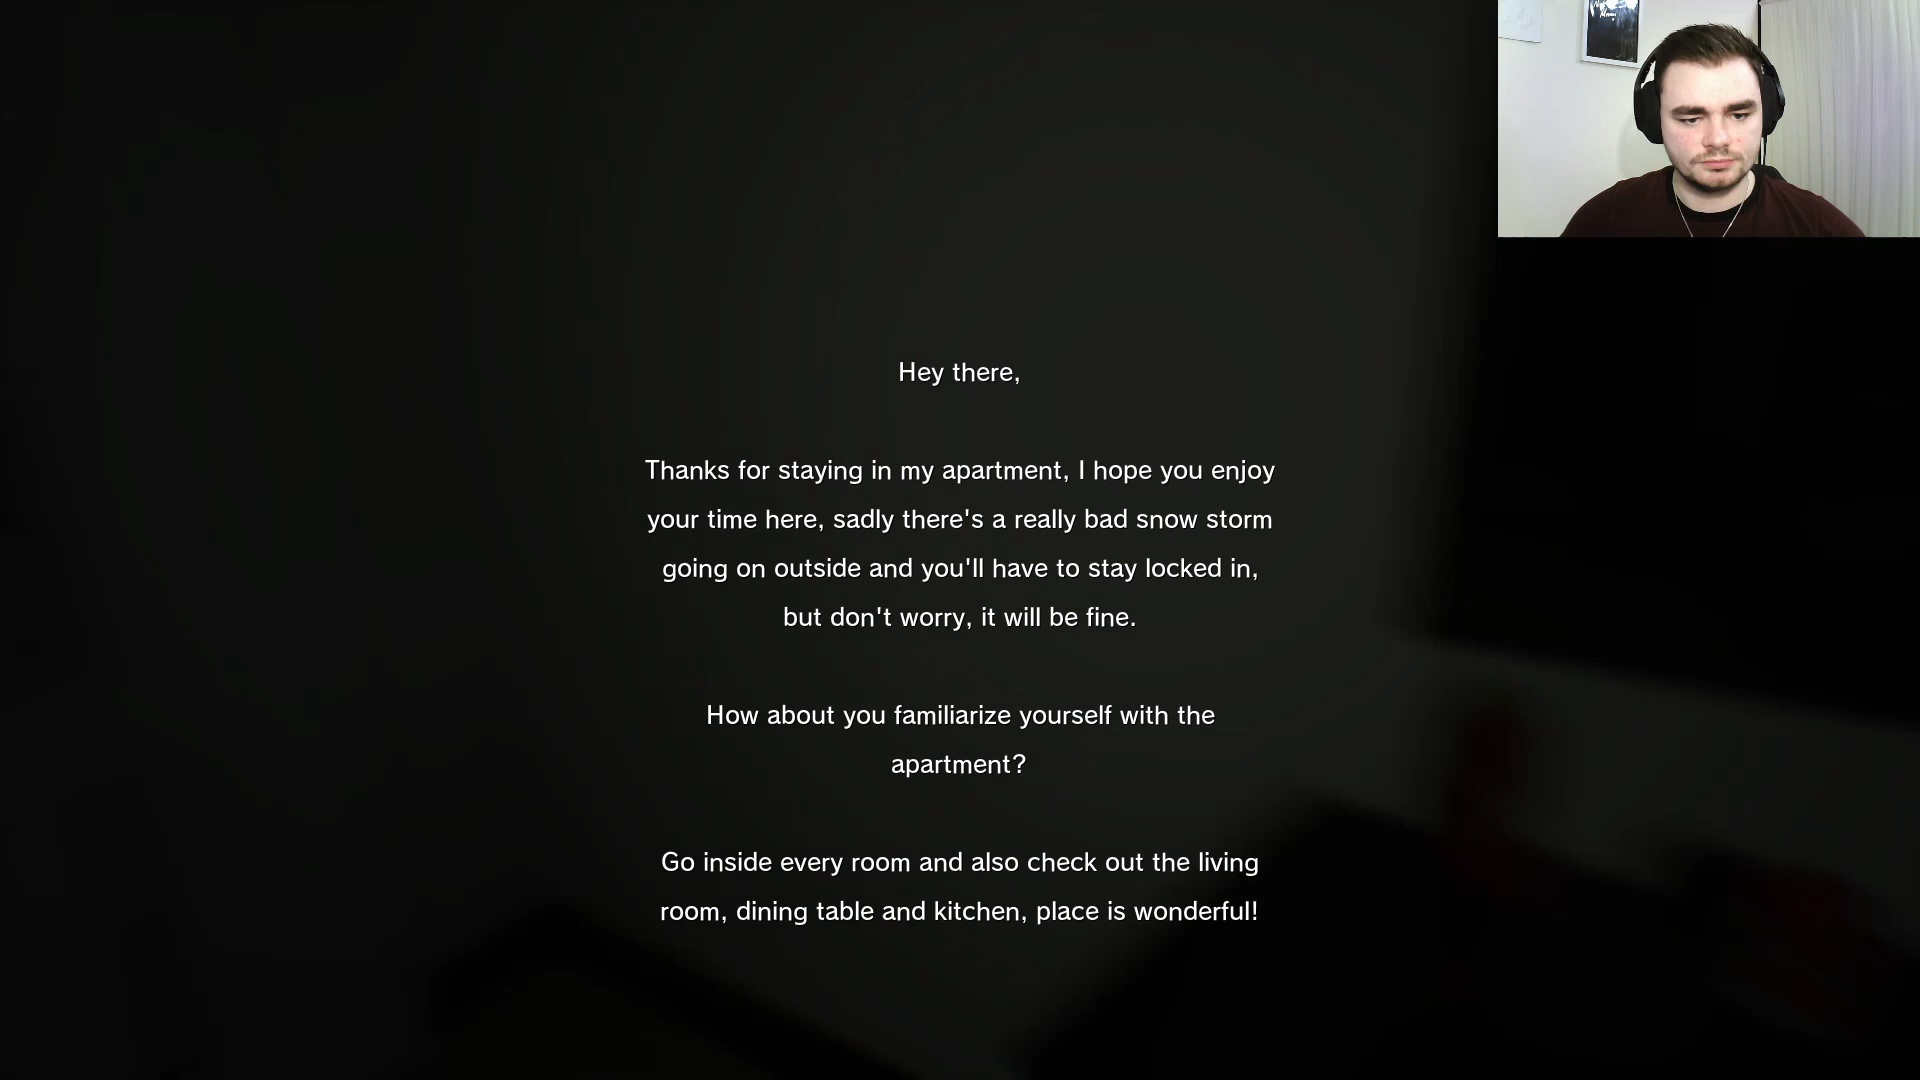 Hey there,
Thanks for staying in my apartment, I hope you enjoy
your time here, sadly there's a really bad snow storm
going on outside and you'll have to stay locked in,
but don't worry, it will be fine.
How about you familiarize yourself with the
apartment?
Go inside every room and also check out the living
room, dining table and kitchen, place is wonderful!